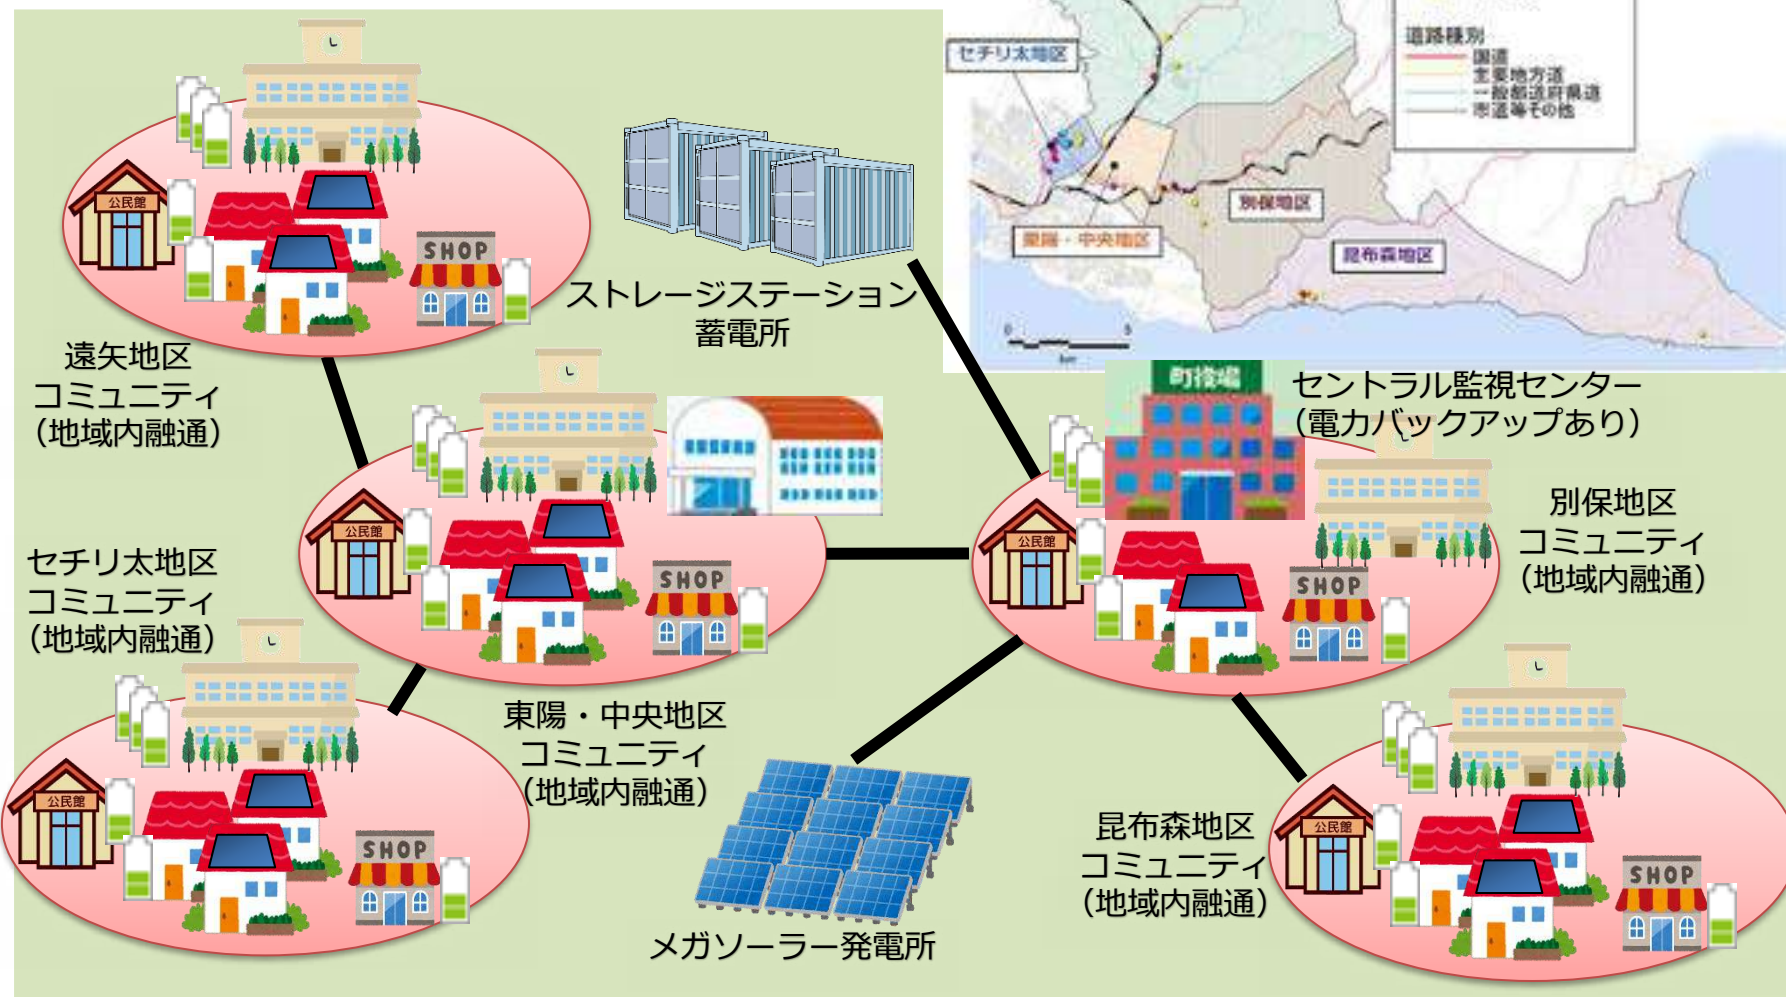 道路種別
国道
主要地方道
一般都道府県道
市道等その他
セチリ太地区
別保地区
東陽・中央地区
昆布森地区
0
5
km
公民館
SHOP
遠矢地区
コミュニティ
（地域内融通）
ストレージステーション
蓄電所
町役場
セントラル監視センター
（電力バックアップあり）
公民館
SHOP
東陽・中央地区
コミュニティ
（地域内融通）
公民館
SHOP
別保地区
コミュニティ
（地域内融通）
セチリ太地区
コミュニティ
（地域内融通）
公民館
SHOP
メガソーラー発電所
昆布森地区
コミュニティ
（地域内融通）
公民館
SHOP